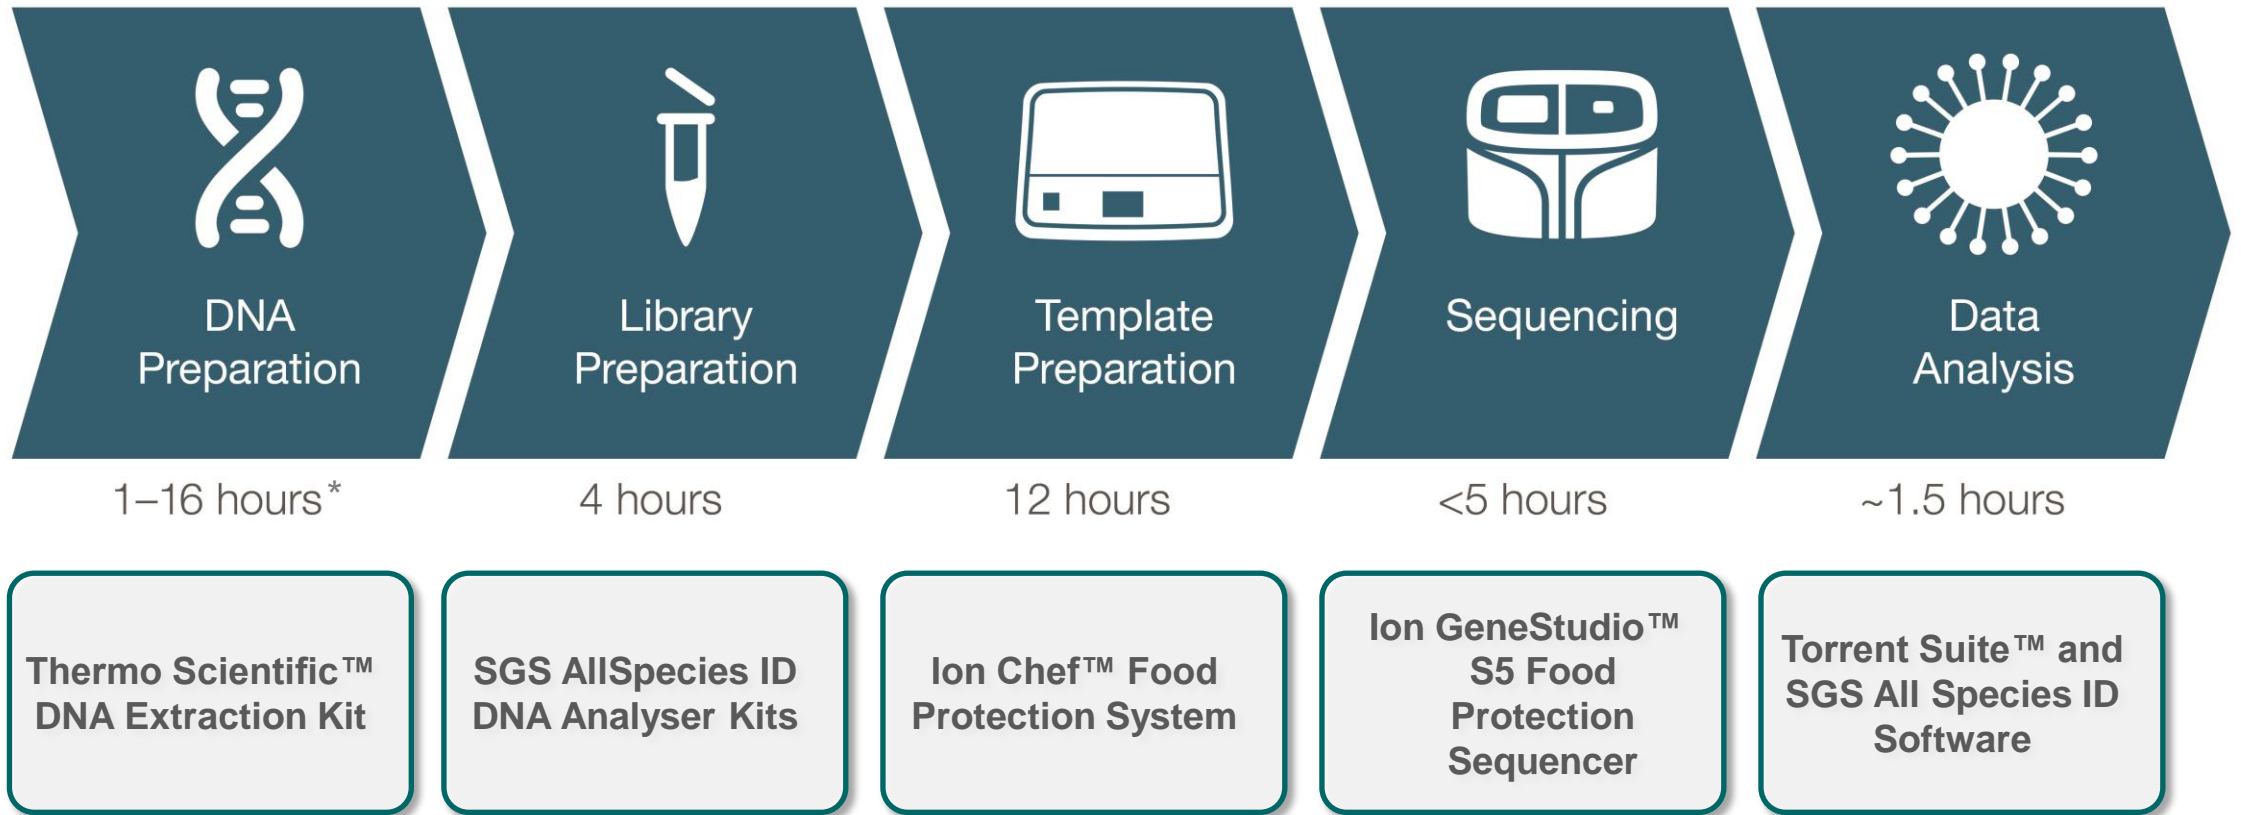 DNA
Preparation
Library
Preparation
Template
Preparation
Sequencing
Data
Analysis
1–16 hours*
4 hours
12 hours
<5 hours
~1.5 hours
Thermo Scientific™
DNA Extraction Kit
SGS AllSpecies ID
DNA Analyser Kits
Ion Chef™ Food
Protection System
Ion GeneStudio™
S5 Food
Protection
Sequencer
Torrent Suite™ and
SGS All Species ID
Software